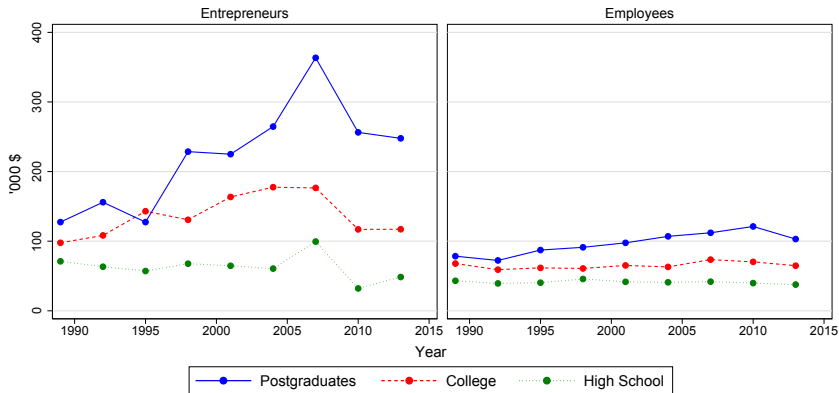 Entrepreneurs
Employees
'000 $
400
300
200
100
0
1990 1995 2000 2005 2010 2015
1990 1995 2000 2005 2010 2015
Year
Postgraduates College High School